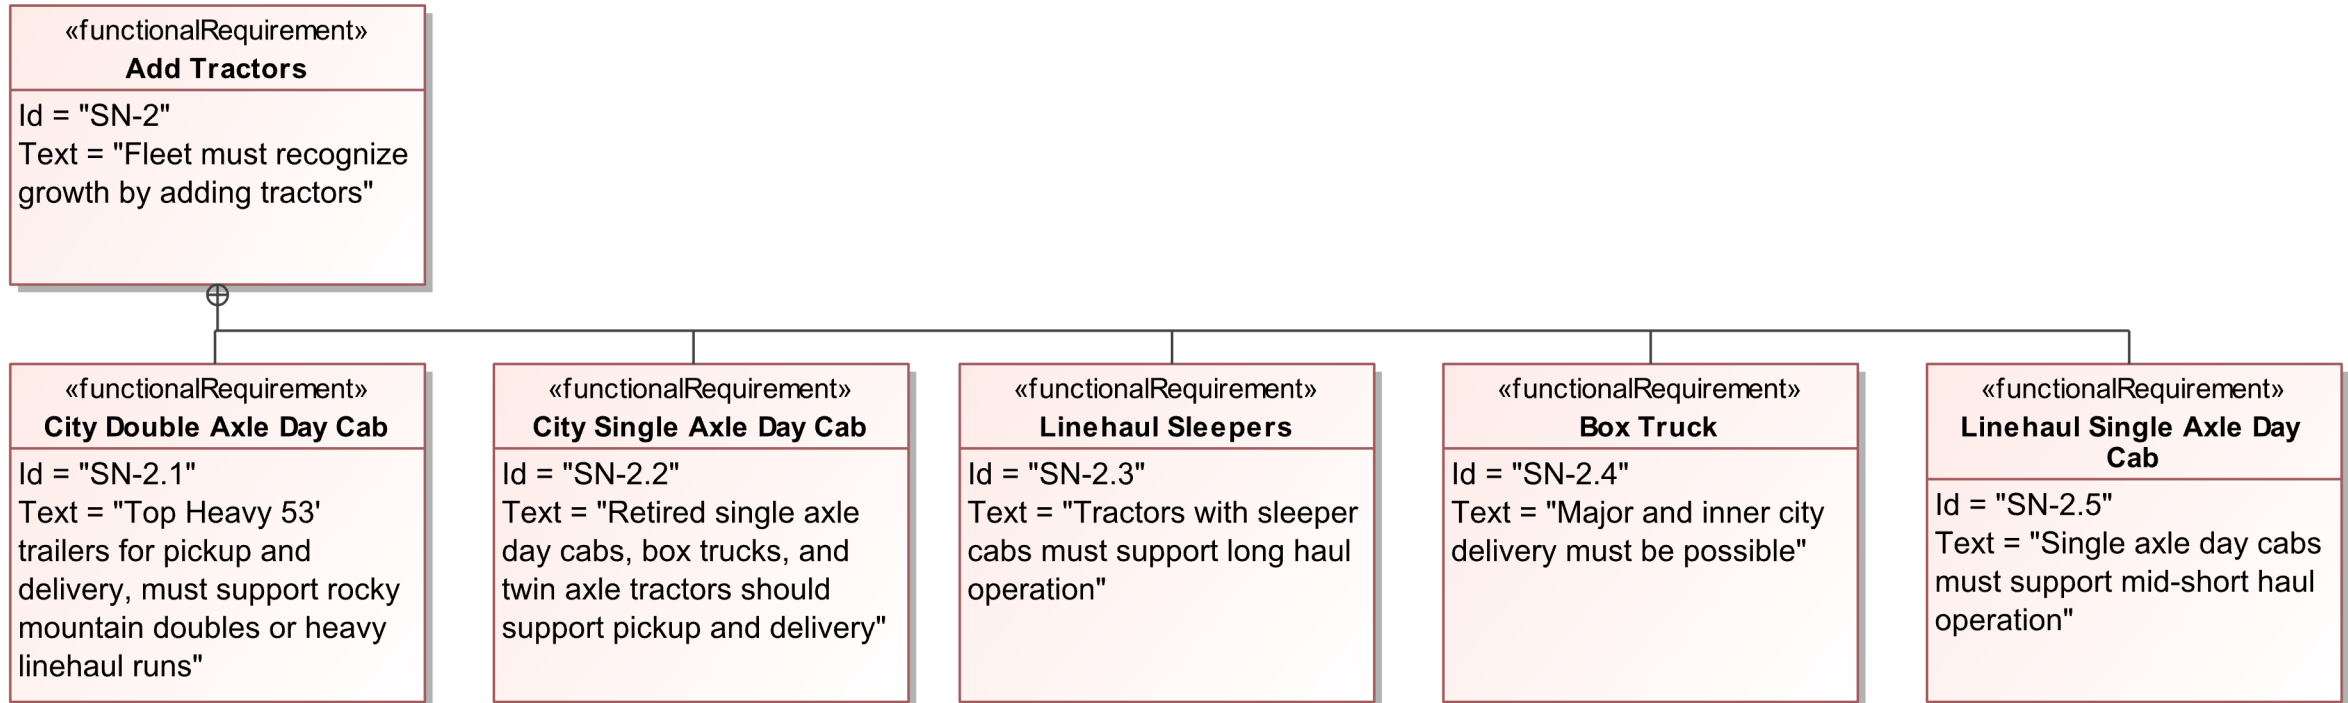 «functionalRequirement»
Add Tractors
Id = "SN-2"
Text = "Fleet must recognize
growth by adding tractors"
«functionalRequirement»
City Double Axle Day Cab
Id = "SN-2.1"
Text = "Top Heavy 53'
trailers for pickup and
delivery, must support rocky
mountain doubles or heavy
linehaul runs"
«functionalRequirement»
City Single Axle Day Cab
Id = "SN-2.2"
Text = "Retired single axle
day cabs, box trucks, and
twin axle tractors should
support pickup and delivery"
«functionalRequirement»
Linehaul Sleepers
Id = "SN-2.3"
Text = "Tractors with sleeper
cabs must support long haul
operation"
«functionalRequirement»
Box Truck
Id = "SN-2.4"
Text = "Major and inner city
delivery must be possible"
«functionalRequirement»
Linehaul Single Axle Day
Cab
Id = "SN-2.5"
Text = "Single axle day cabs
must support mid-short haul
operation"